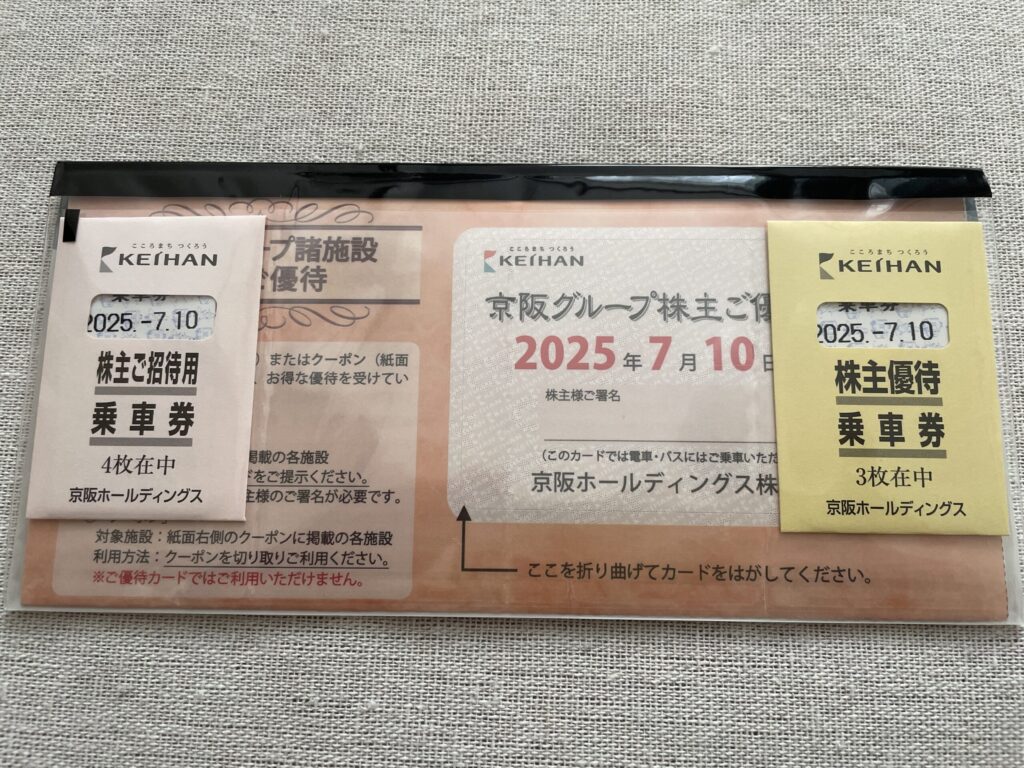 こころまち つくろう
KEIHAN
乗車券
2025.-7.10
株主ご招待用
乗車券
4枚在中
京阪ホールディングス
ープ諸施設
優待
）またはクーポン（紙面
、お得な優待を受けてい
掲載の各施設
をご提示ください。
主様のご署名が必要です。
対象施設：紙面右側のクーポンに掲載の各施設
利用方法：クーポンを切り取りご利用ください。
※ご優待カードではご利用いただけません。
こころまち つくろう
KEIHAN
京阪グループ株主ご優
2025年7月10日
株主様ご署名
（このカードでは電車・バスにはご乗車いただ
京阪ホールディングス株
ここを折り曲げてカードをはがしてください。
こころまち つくろう
KEIHAN
乗車券
2025.-7.10
株主優待
乗車券
3枚在中
京阪ホールディングス